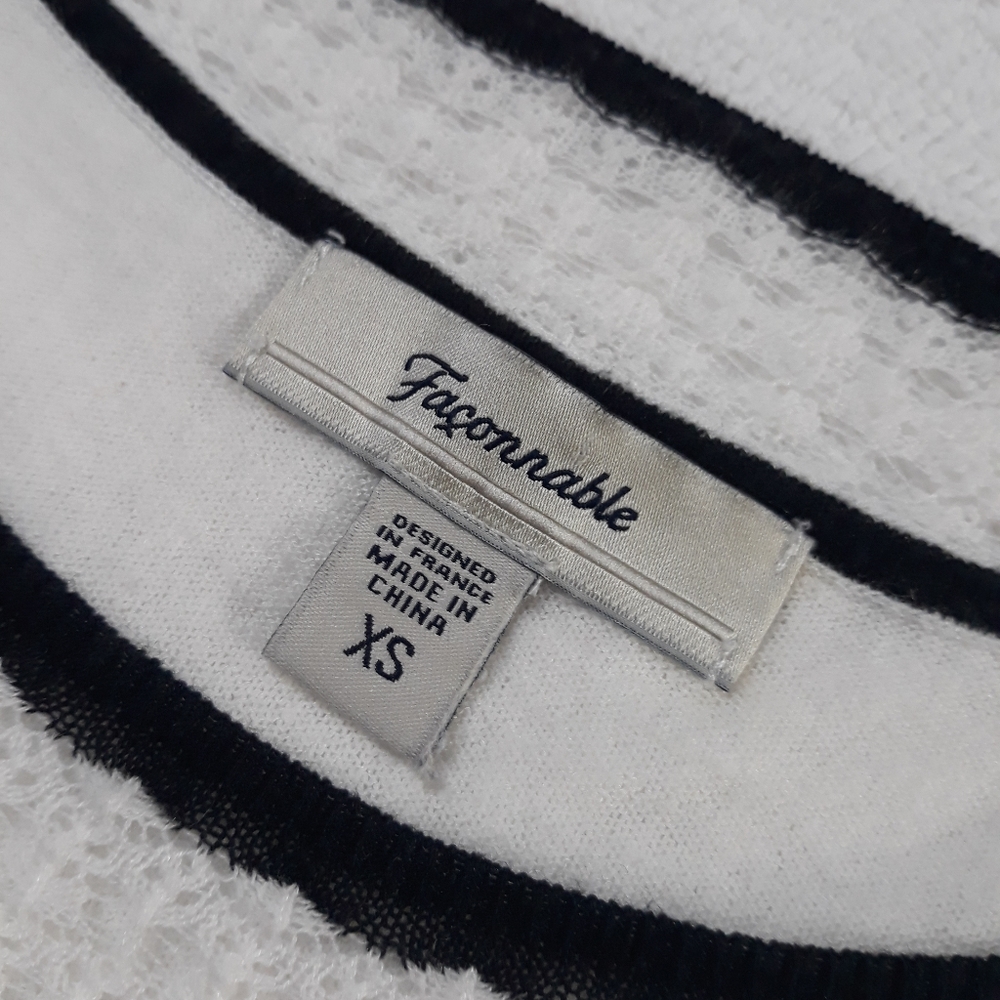 Façonnable
DESIGNED
IN FRANCE
MADE IN
CHINA
XS